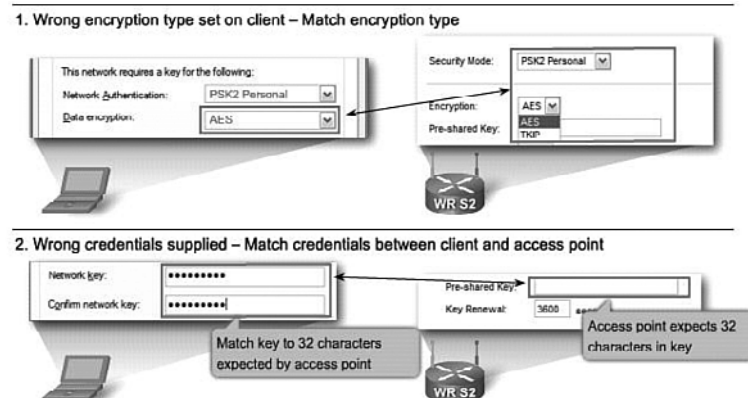 1. Wrong encryption type set on client – Match encryption type
This network requires a key for the following:
Network Authentication: PSK2 Personal
Data encryption: AES
Security Mode: PSK2 Personal
Encryption: AES
AES
TKIP
Pre-shared Key:
WR S2
2. Wrong credentials supplied – Match credentials between client and access point
Network key: •••••••••
Confirm network key: •••••••••
Match key to 32 characters
expected by access point
Pre-shared Key:
Key Renewal: 3600
Access point expects 32
characters in key
WR S2